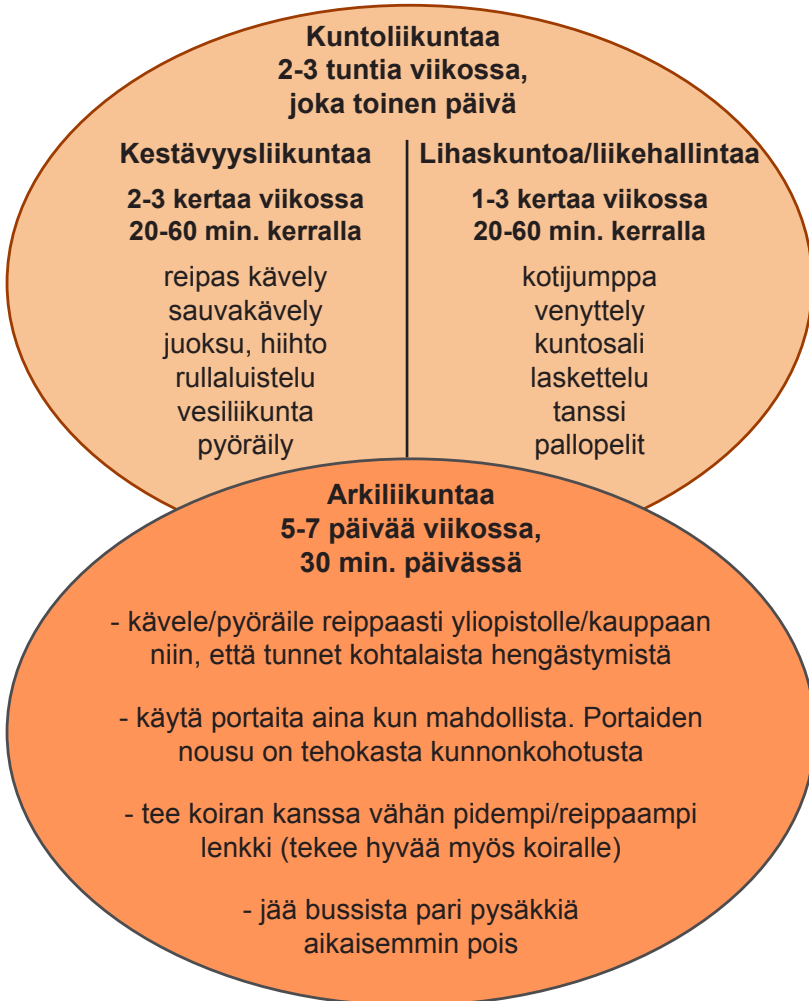 Kuntoliikuntaa
2-3 tuntia viikossa,
joka toinen päivä
Kestävyysliikuntaa
2-3 kertaa viikossa
20-60 min. kerralla
reipas kävely
sauvakävely
juoksu, hiihto
rullaluistelu
vesiliikunta
pyöräily
Lihaskuntoa/liikehallintaa
1-3 kertaa viikossa
20-60 min. kerralla
kotijumppa
venyttely
kuntosali
laskettelu
tanssi
pallopelit
Arkiliikuntaa
5-7 päivää viikossa,
30 min. päivässä
- kävele/pyöräile reippaasti yliopistolle/kauppaan
niin, että tunnet kohtalaista hengästymistä
- käytä portaita aina kun mahdollista. Portaiden
nousu on tehokasta kunnonkohotusta
- tee koiran kanssa vähän pidempi/reippaampi
lenkki (tekee hyvää myös koiralle)
- jää bussista pari pysäkkiä
aikaisemmin pois